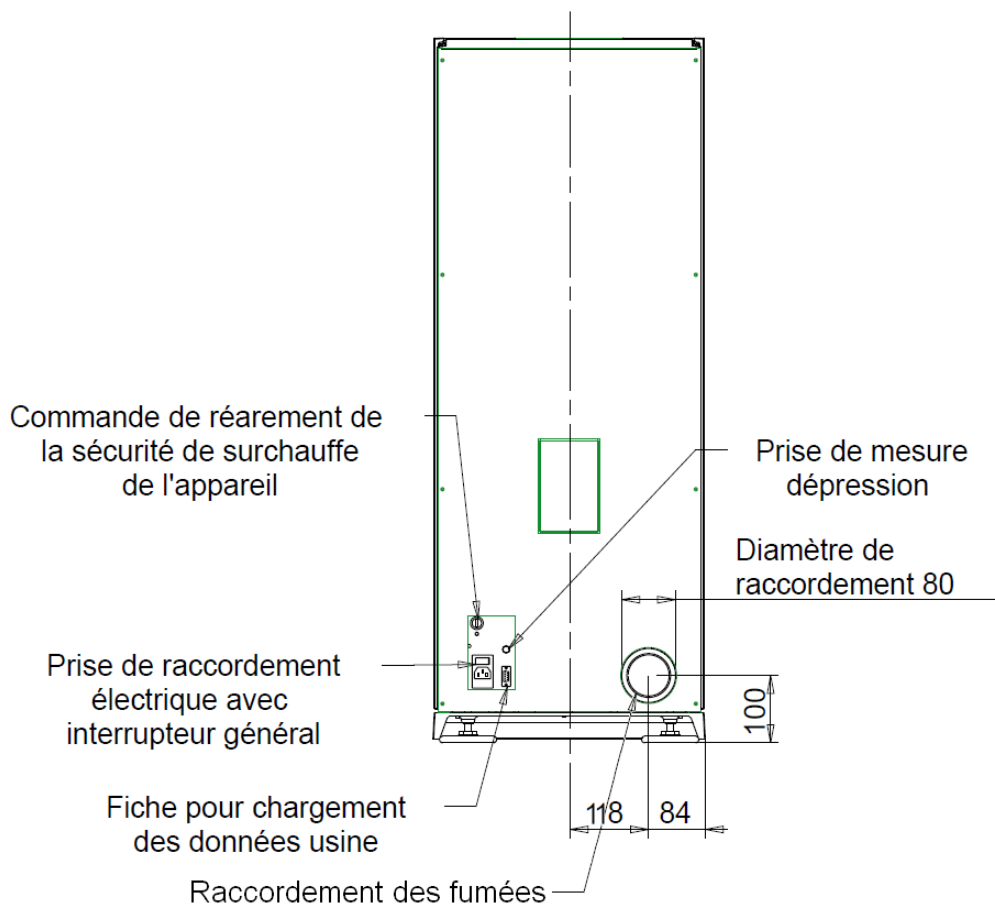 Commande de réarement de
la sécurité de surchauffe
de l'appareil
Prise de mesure
dépression
Diamètre de
raccordement 80
Prise de raccordement
électrique avec
interrupteur général
100
Fiche pour chargement
des données usine
118
84
Raccordement des fumées